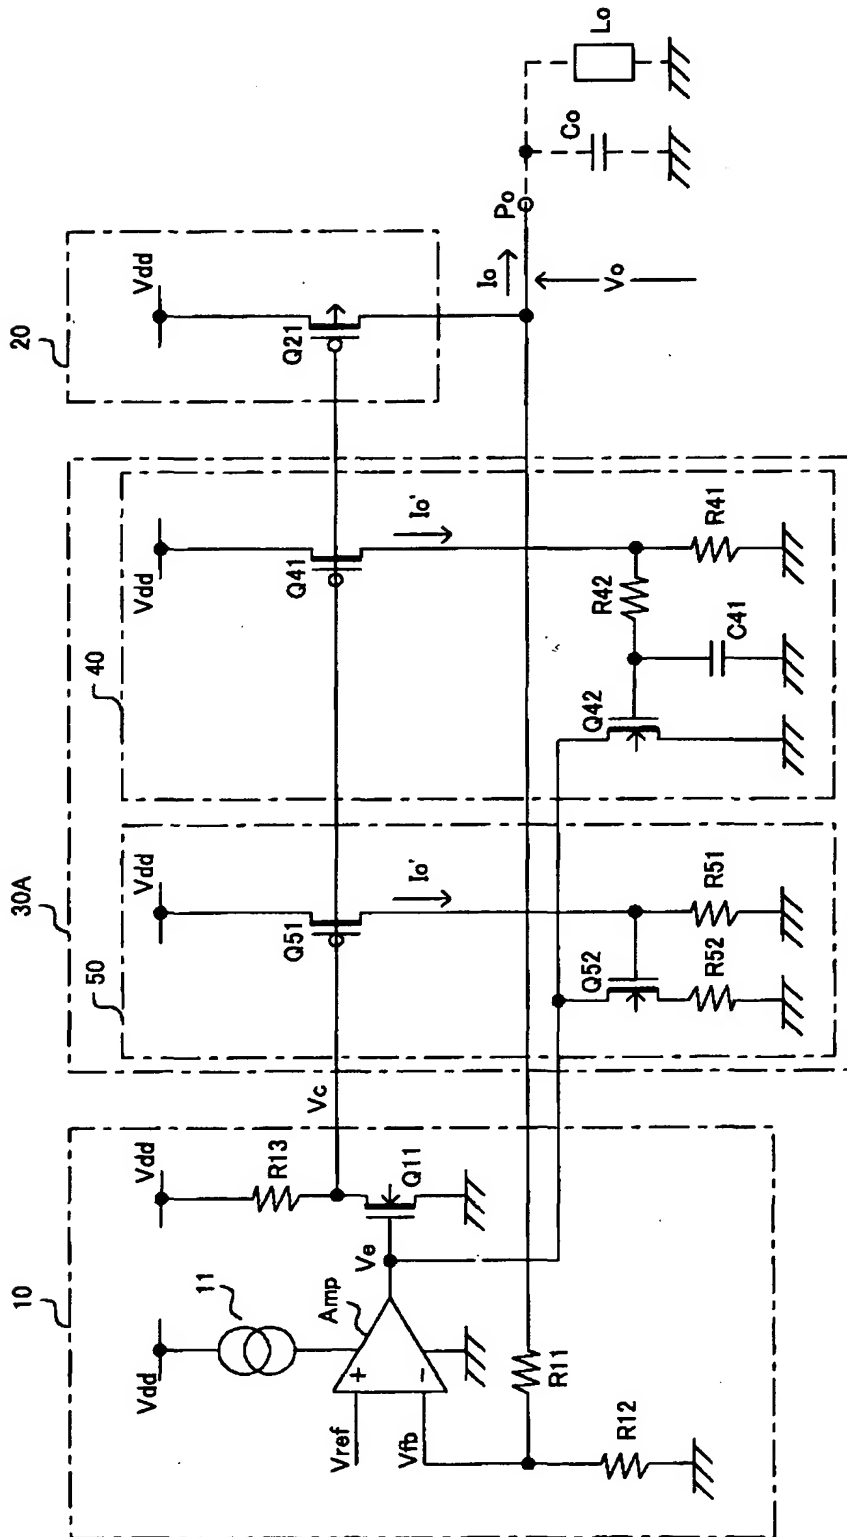 10
Vdd
11
Amp
Vref
Vfb
+
−
R12
R11
Ve
Vdd
R13
Q11
Vc
30A
50
Vdd
Q51
Io'
Q52
R52
R51
40
Vdd
Q41
Io'
Q42
R42
C41
R41
20
Vdd
Q21
Io
Vo
Po
Co
Lo